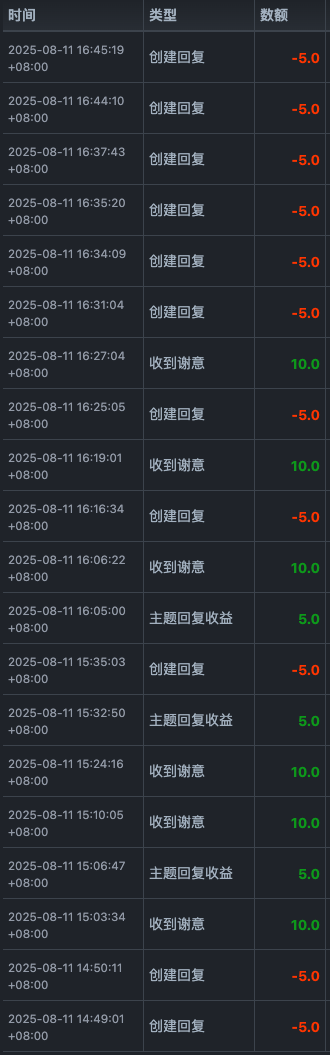 时间 类型 数额
2025-08-11 16:45:19 创建回复 -5.0
+08:00
2025-08-11 16:44:10 创建回复 -5.0
+08:00
2025-08-11 16:37:43 创建回复 -5.0
+08:00
2025-08-11 16:35:20 创建回复 -5.0
+08:00
2025-08-11 16:34:09 创建回复 -5.0
+08:00
2025-08-11 16:31:04 创建回复 -5.0
+08:00
2025-08-11 16:27:04 收到谢意 10.0
+08:00
2025-08-11 16:25:05 创建回复 -5.0
+08:00
2025-08-11 16:19:01 收到谢意 10.0
+08:00
2025-08-11 16:16:34 创建回复 -5.0
+08:00
2025-08-11 16:06:22 收到谢意 10.0
+08:00
2025-08-11 16:05:00 主题回复收益 5.0
+08:00
2025-08-11 15:35:03 创建回复 -5.0
+08:00
2025-08-11 15:32:50 主题回复收益 5.0
+08:00
2025-08-11 15:24:16 收到谢意 10.0
+08:00
2025-08-11 15:10:05 收到谢意 10.0
+08:00
2025-08-11 15:06:47 主题回复收益 5.0
+08:00
2025-08-11 15:03:34 收到谢意 10.0
+08:00
2025-08-11 14:50:11 创建回复 -5.0
+08:00
2025-08-11 14:49:01 创建回复 -5.0
+08:00